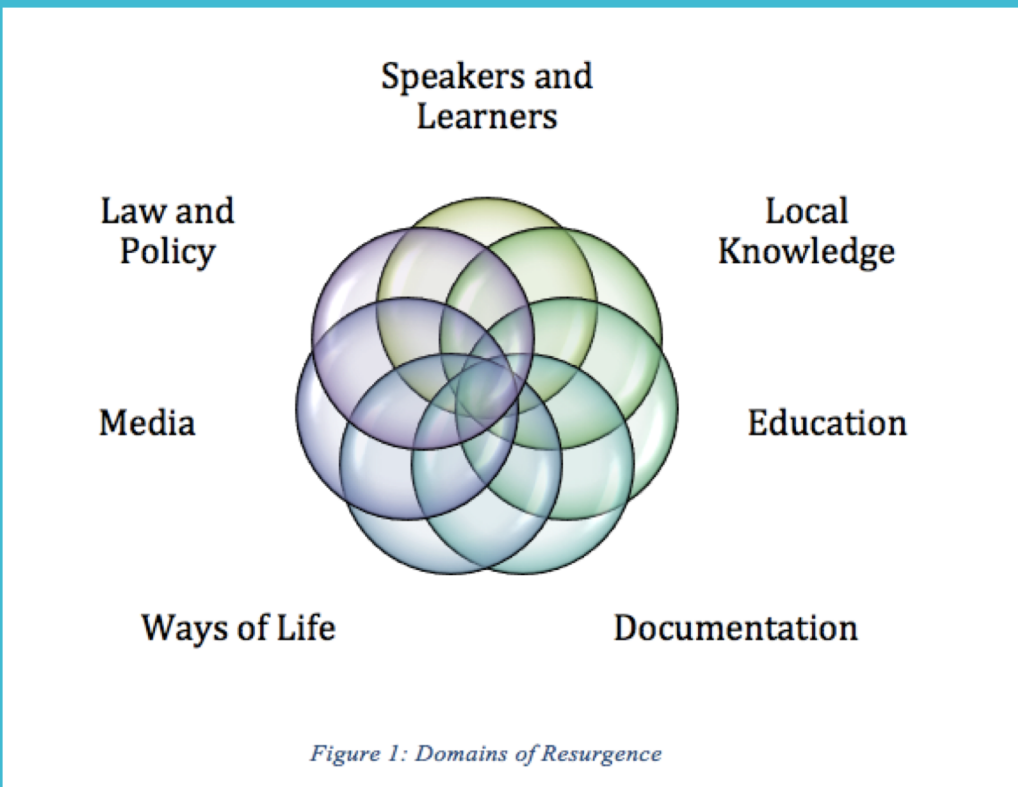 Speakers and
Learners
Law and
Policy
Local
Knowledge
Media
Education
Ways of Life
Documentation
Figure 1: Domains of Resurgence